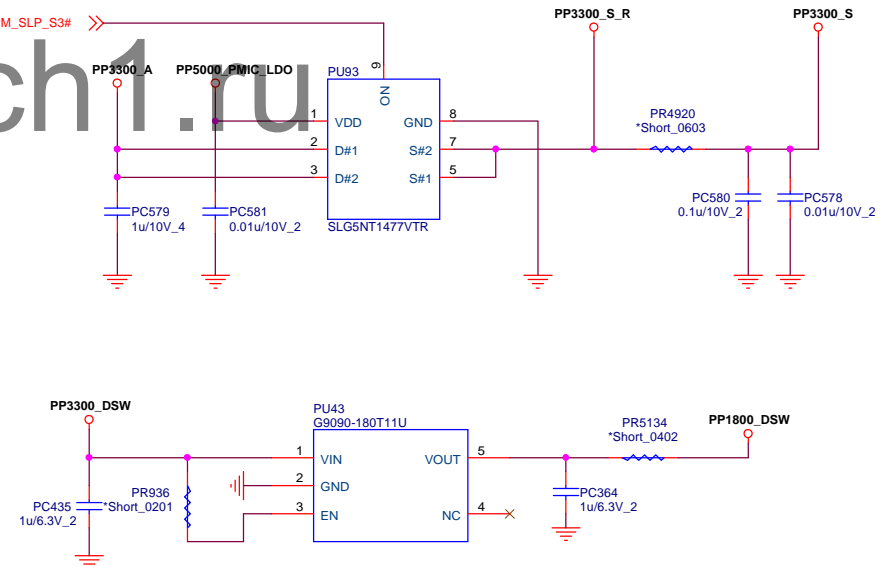 M_SLP_S3#
PP3300_S_R
PP3300_S
ch1.ru
PP3300_A
PP5000_PMIC_LDO
PU93
9
ON
PR4920
*Short_0603
1
VDD
GND
8
2
D#1
S#2
7
3
D#2
S#1
5
PC579
1u/10V_4
PC581
0.01u/10V_2
SLG5NT1477VTR
PC580
0.1u/10V_2
PC578
0.01u/10V_2
PP3300_DSW
PU43
G9090-180T11U
PR5134
*Short_0402
PP1800_DSW
1
VIN
VOUT
5
2
GND
3
EN
NC
4
PC435
1u/6.3V_2
PR936
*Short_0201
PC364
1u/6.3V_2